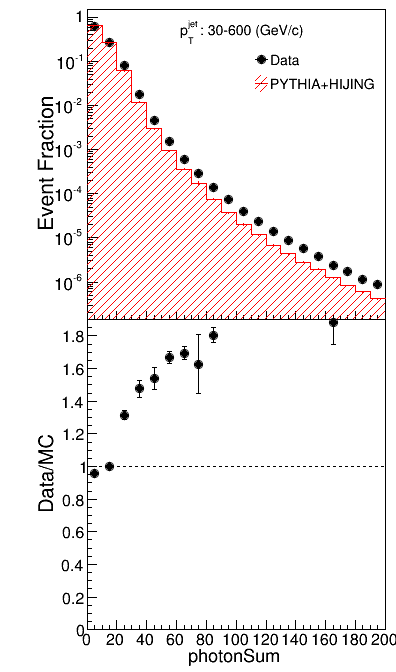 p_T^jet : 30-600 (GeV/c)
Data
PYTHIA+HIJING
Event Fraction
1
10^-1
10^-2
10^-3
10^-4
10^-5
10^-6
Data/MC
1.8
1.6
1.4
1.2
1
0.8
0.6
0.4
0.2
0
0 20 40 60 80 100 120 140 160 180 200
photonSum